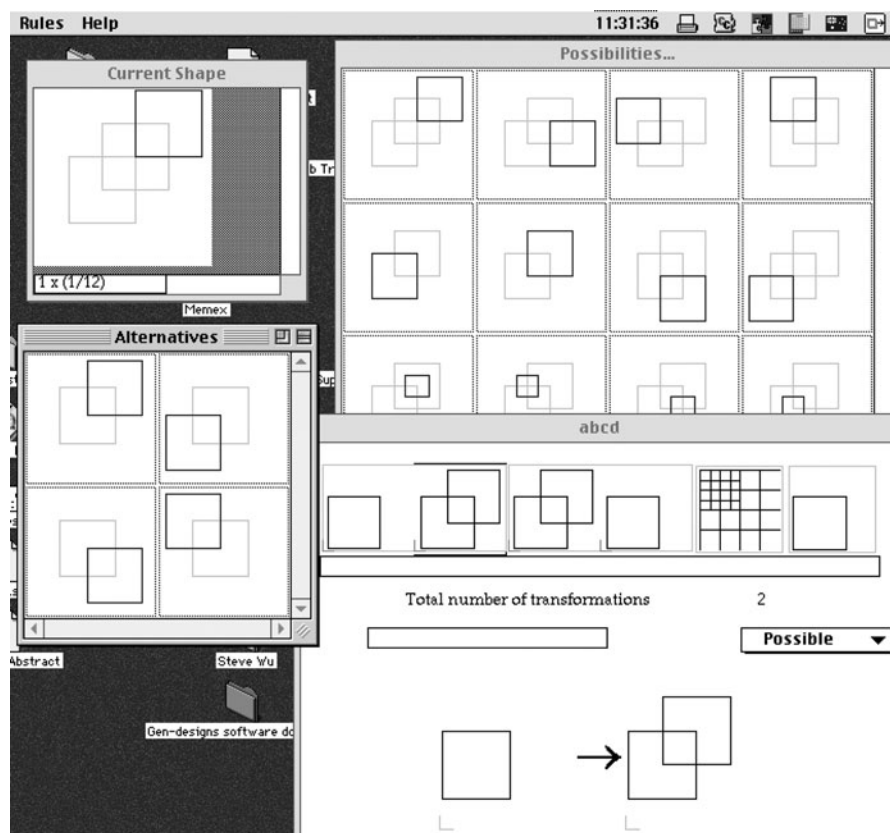 Rules Help 11:31:36
Current Shape
Possibilities...
1 x (1/12)
Memex
Alternatives
abcd
Total number of transformations 2
Possible
Abstract
Steve Wu
Gen-designs software do